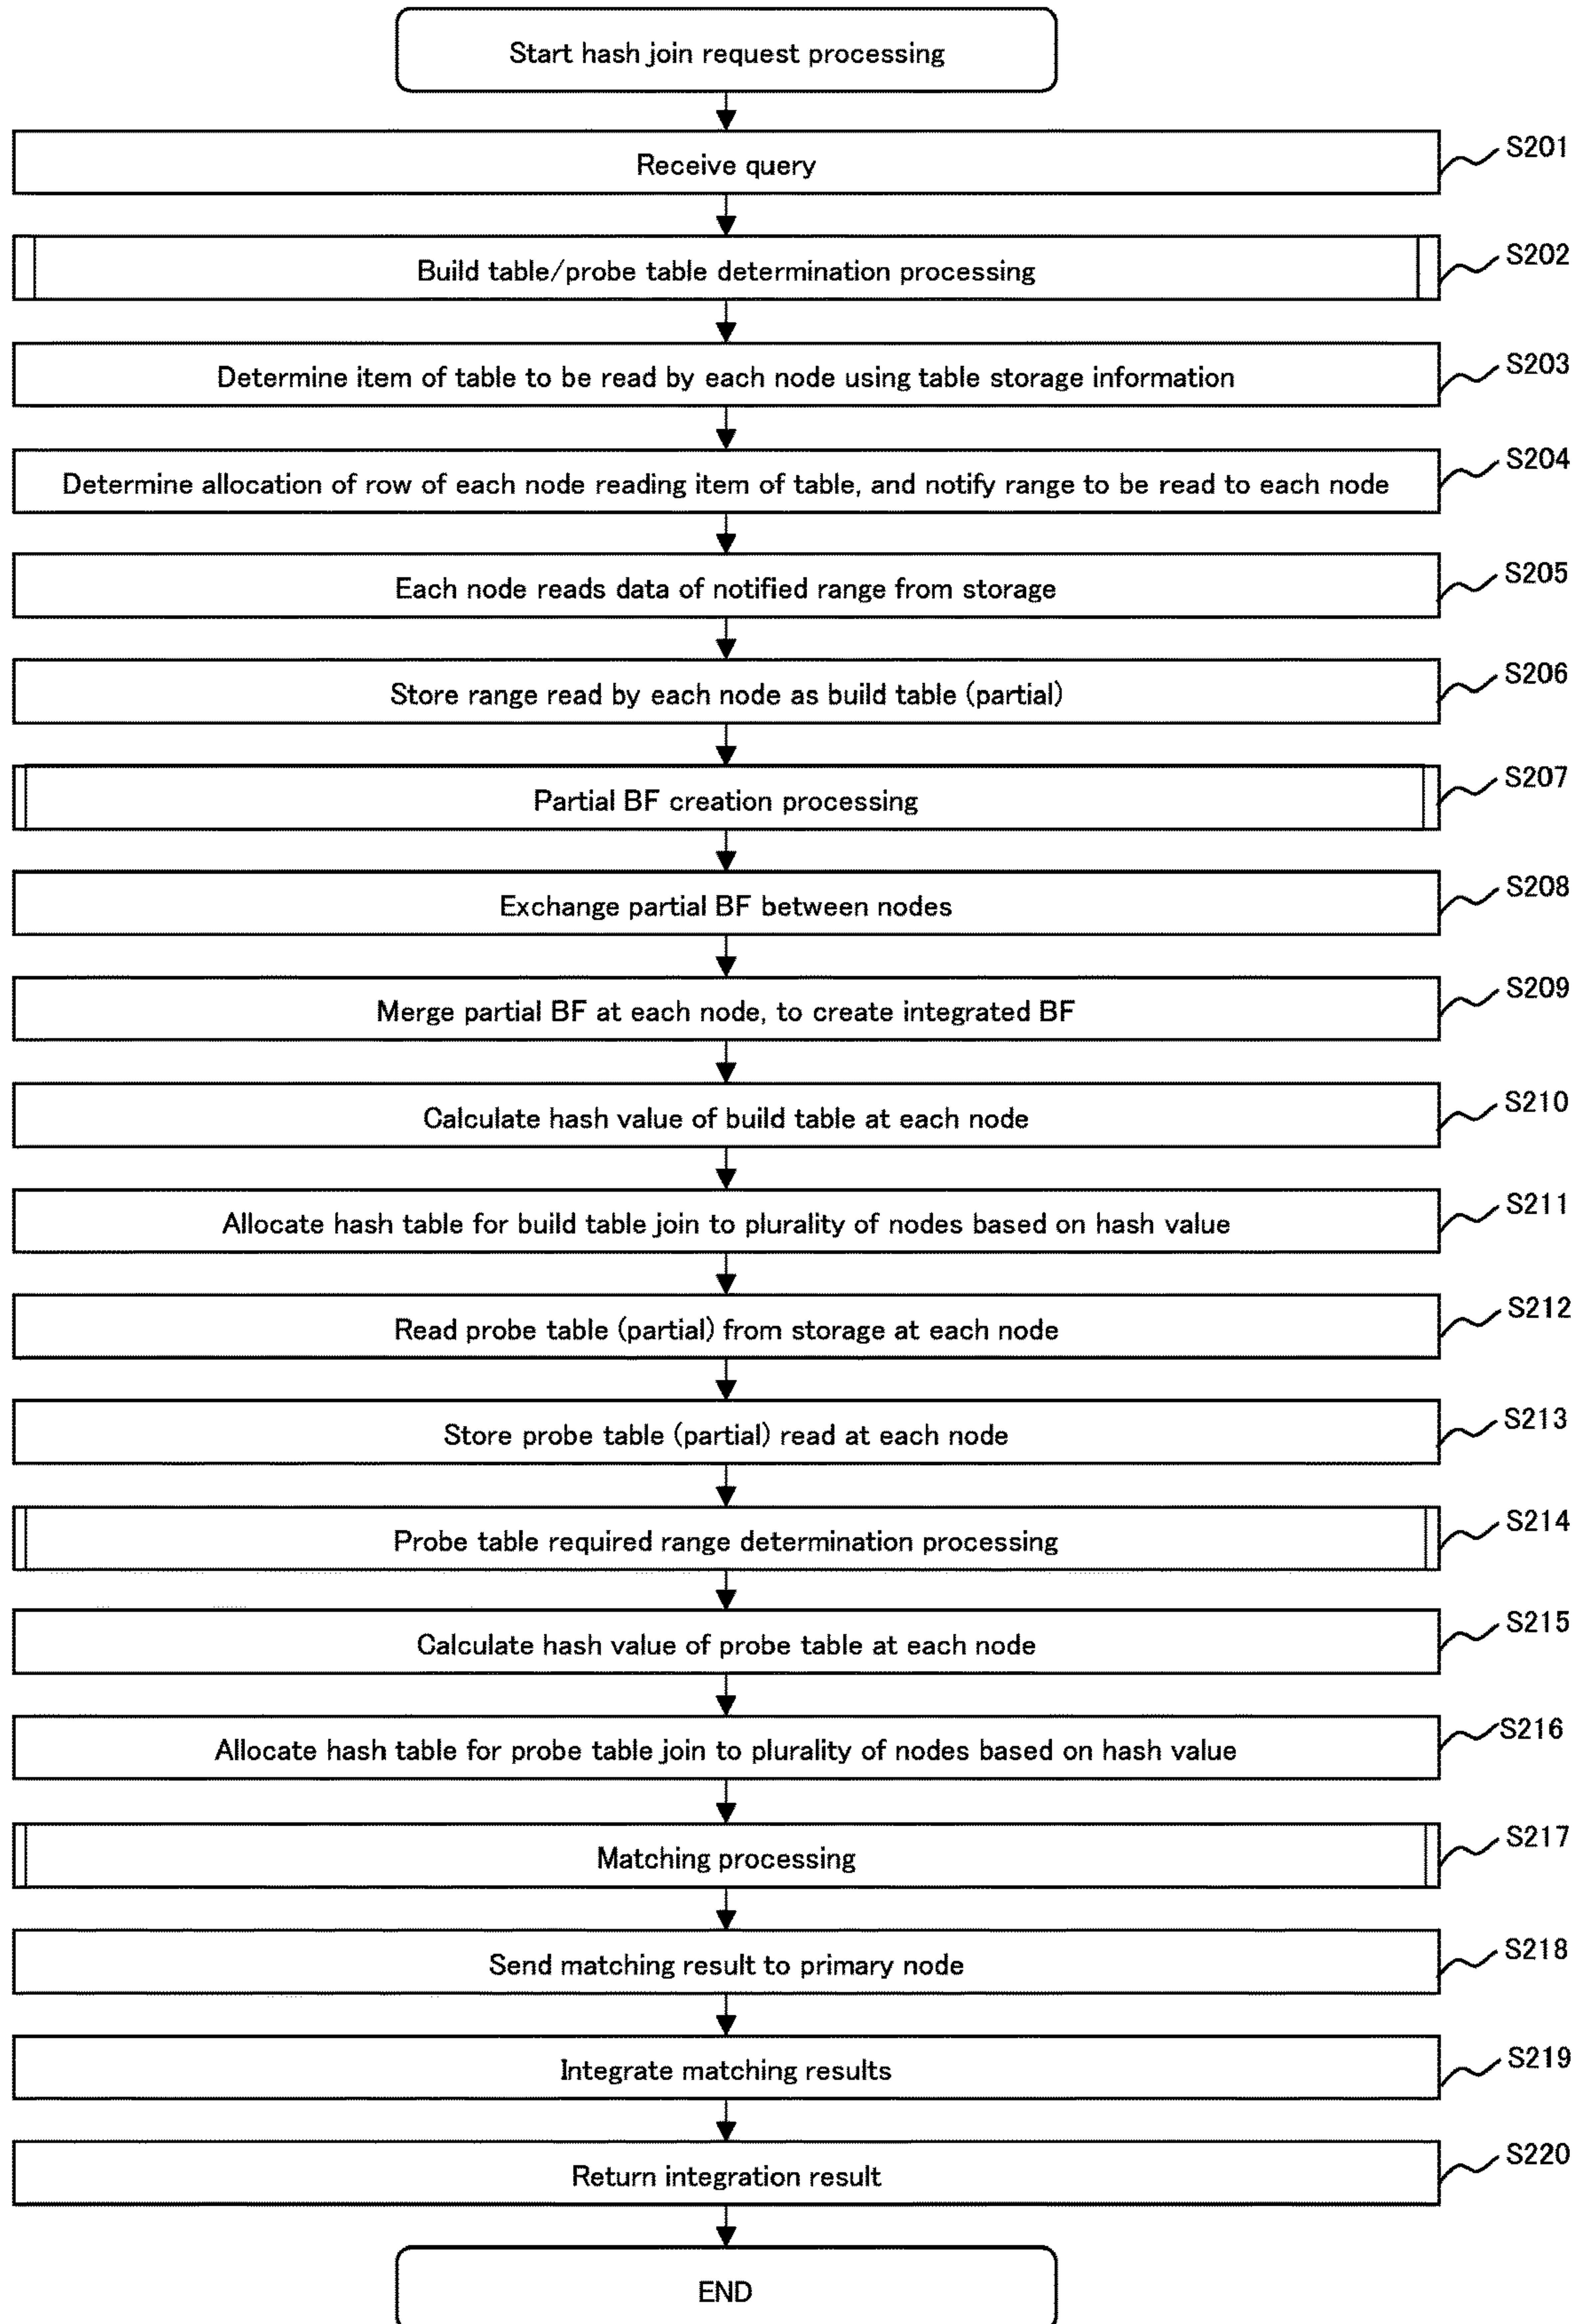 Start hash join request processing
Receive query
S201
Build table/probe table determination processing
S202
Determine item of table to be read by each node using table storage information
S203
Determine allocation of row of each node reading item of table, and notify range to be read to each node
S204
Each node reads data of notified range from storage
S205
Store range read by each node as build table (partial)
S206
Partial BF creation processing
S207
Exchange partial BF between nodes
S208
Merge partial BF at each node, to create integrated BF
S209
Calculate hash value of build table at each node
S210
Allocate hash table for build table join to plurality of nodes based on hash value
S211
Read probe table (partial) from storage at each node
S212
Store probe table (partial) read at each node
S213
Probe table required range determination processing
S214
Calculate hash value of probe table at each node
S215
Allocate hash table for probe table join to plurality of nodes based on hash value
S216
Matching processing
S217
Send matching result to primary node
S218
Integrate matching results
S219
Return integration result
S220
END